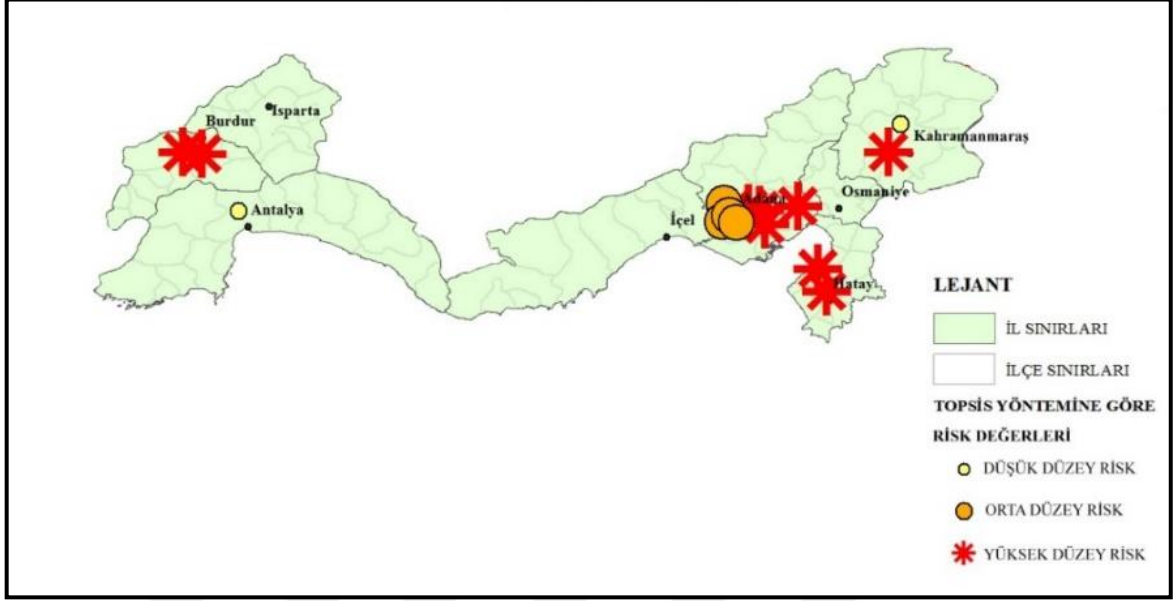 Isparta
Burdur
Kahramanmaraş
Osmaniye
Adana
Antalya
İçel
Hatay
LEJANT
İL SINIRLARI
İLÇE SINIRLARI
TOPSİS YÖNTEMİNE GÖRE
RİSK DEĞERLERİ
DÜŞÜK DÜZEY RİSK
ORTA DÜZEY RİSK
YÜKSEK DÜZEY RİSK